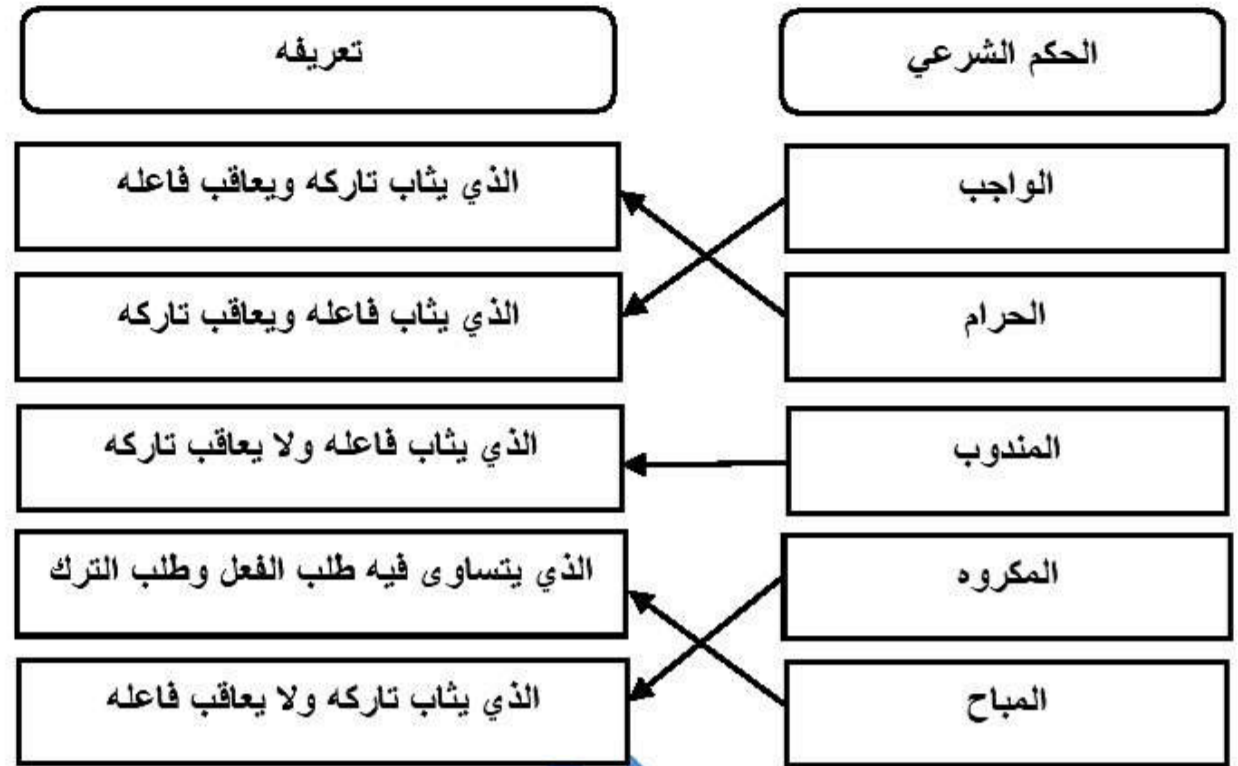 الحكم الشرعي
تعريفه
الواجب
الذي يثاب تاركه ويعاقب فاعله
الحرام
الذي يثاب فاعله ويعاقب تاركه
المندوب
الذي يثاب فاعله ولا يعاقب تاركه
المكروه
الذي يتساوى فيه طلب الفعل وطلب الترك
المباح
الذي يثاب تاركه ولا يعاقب فاعله